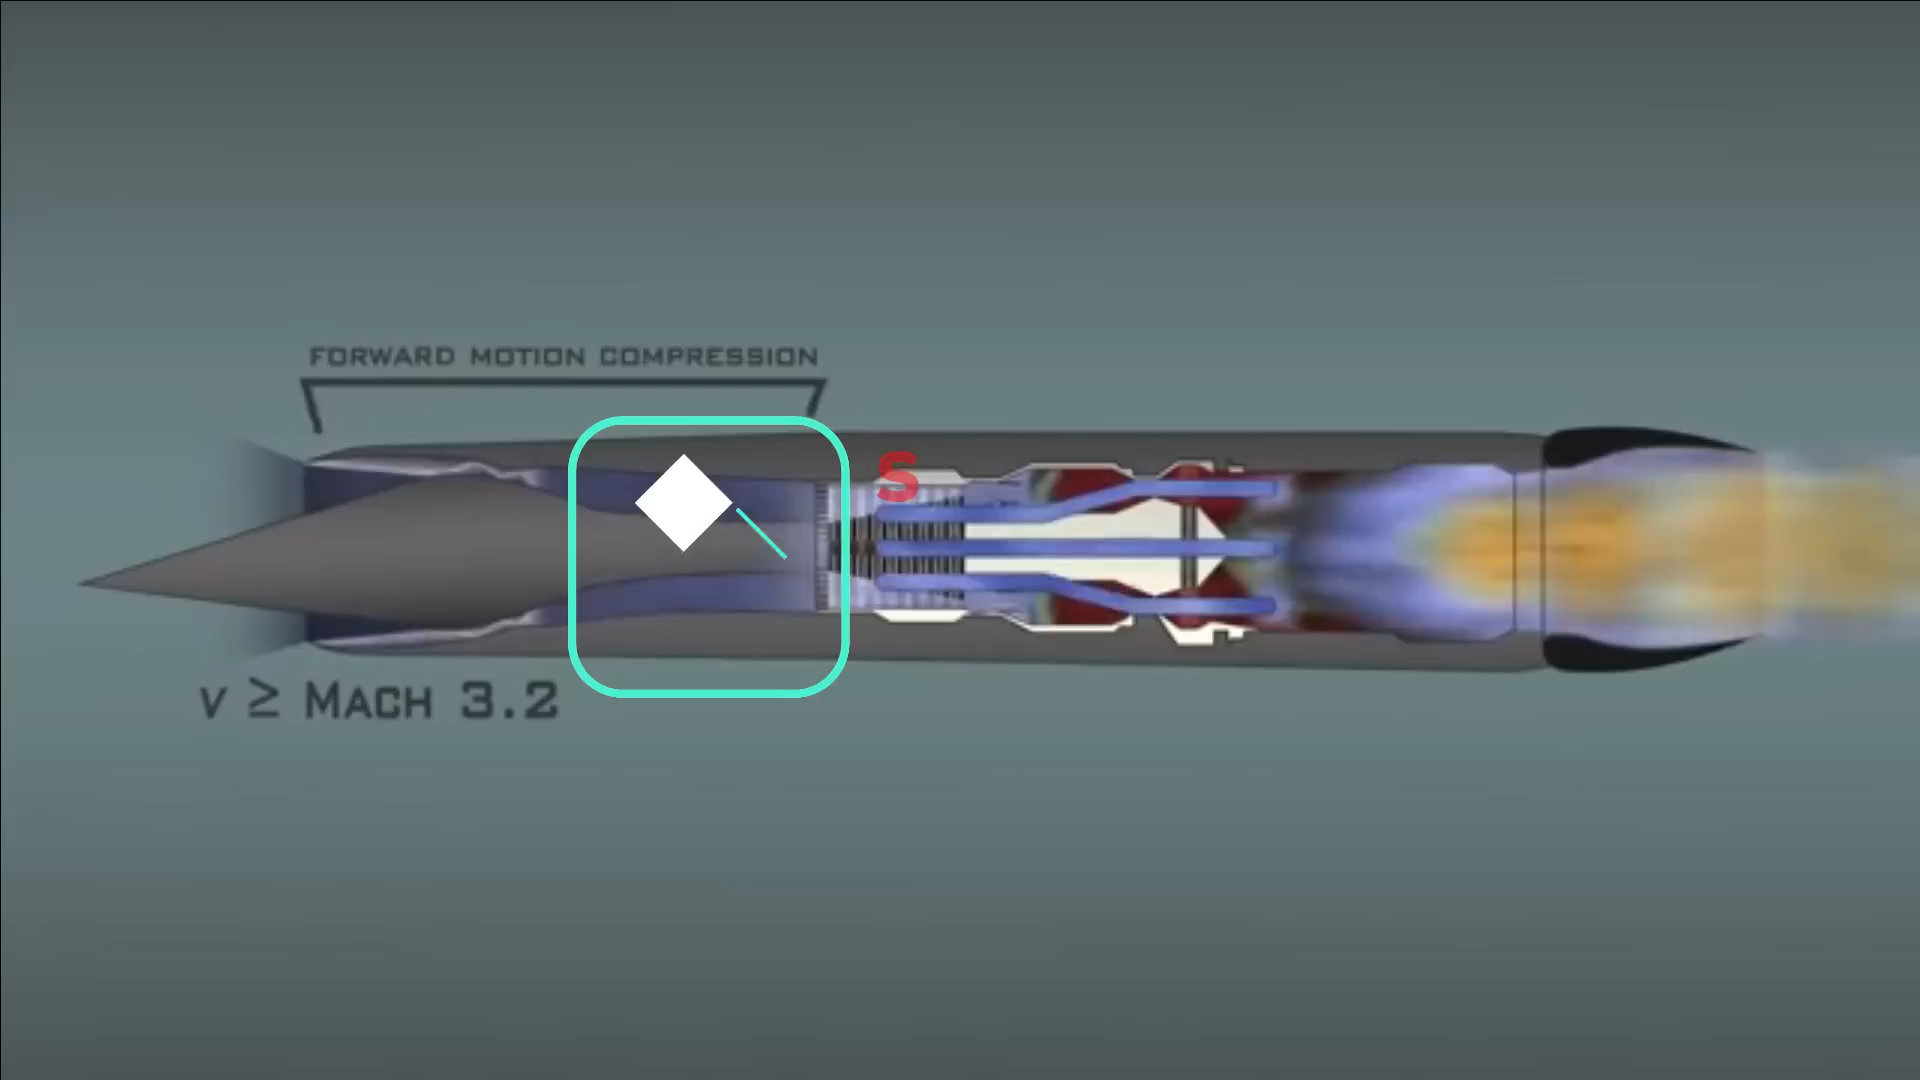 FORWARD MOTION COMPRESSION
S
v ≥ MACH 3.2